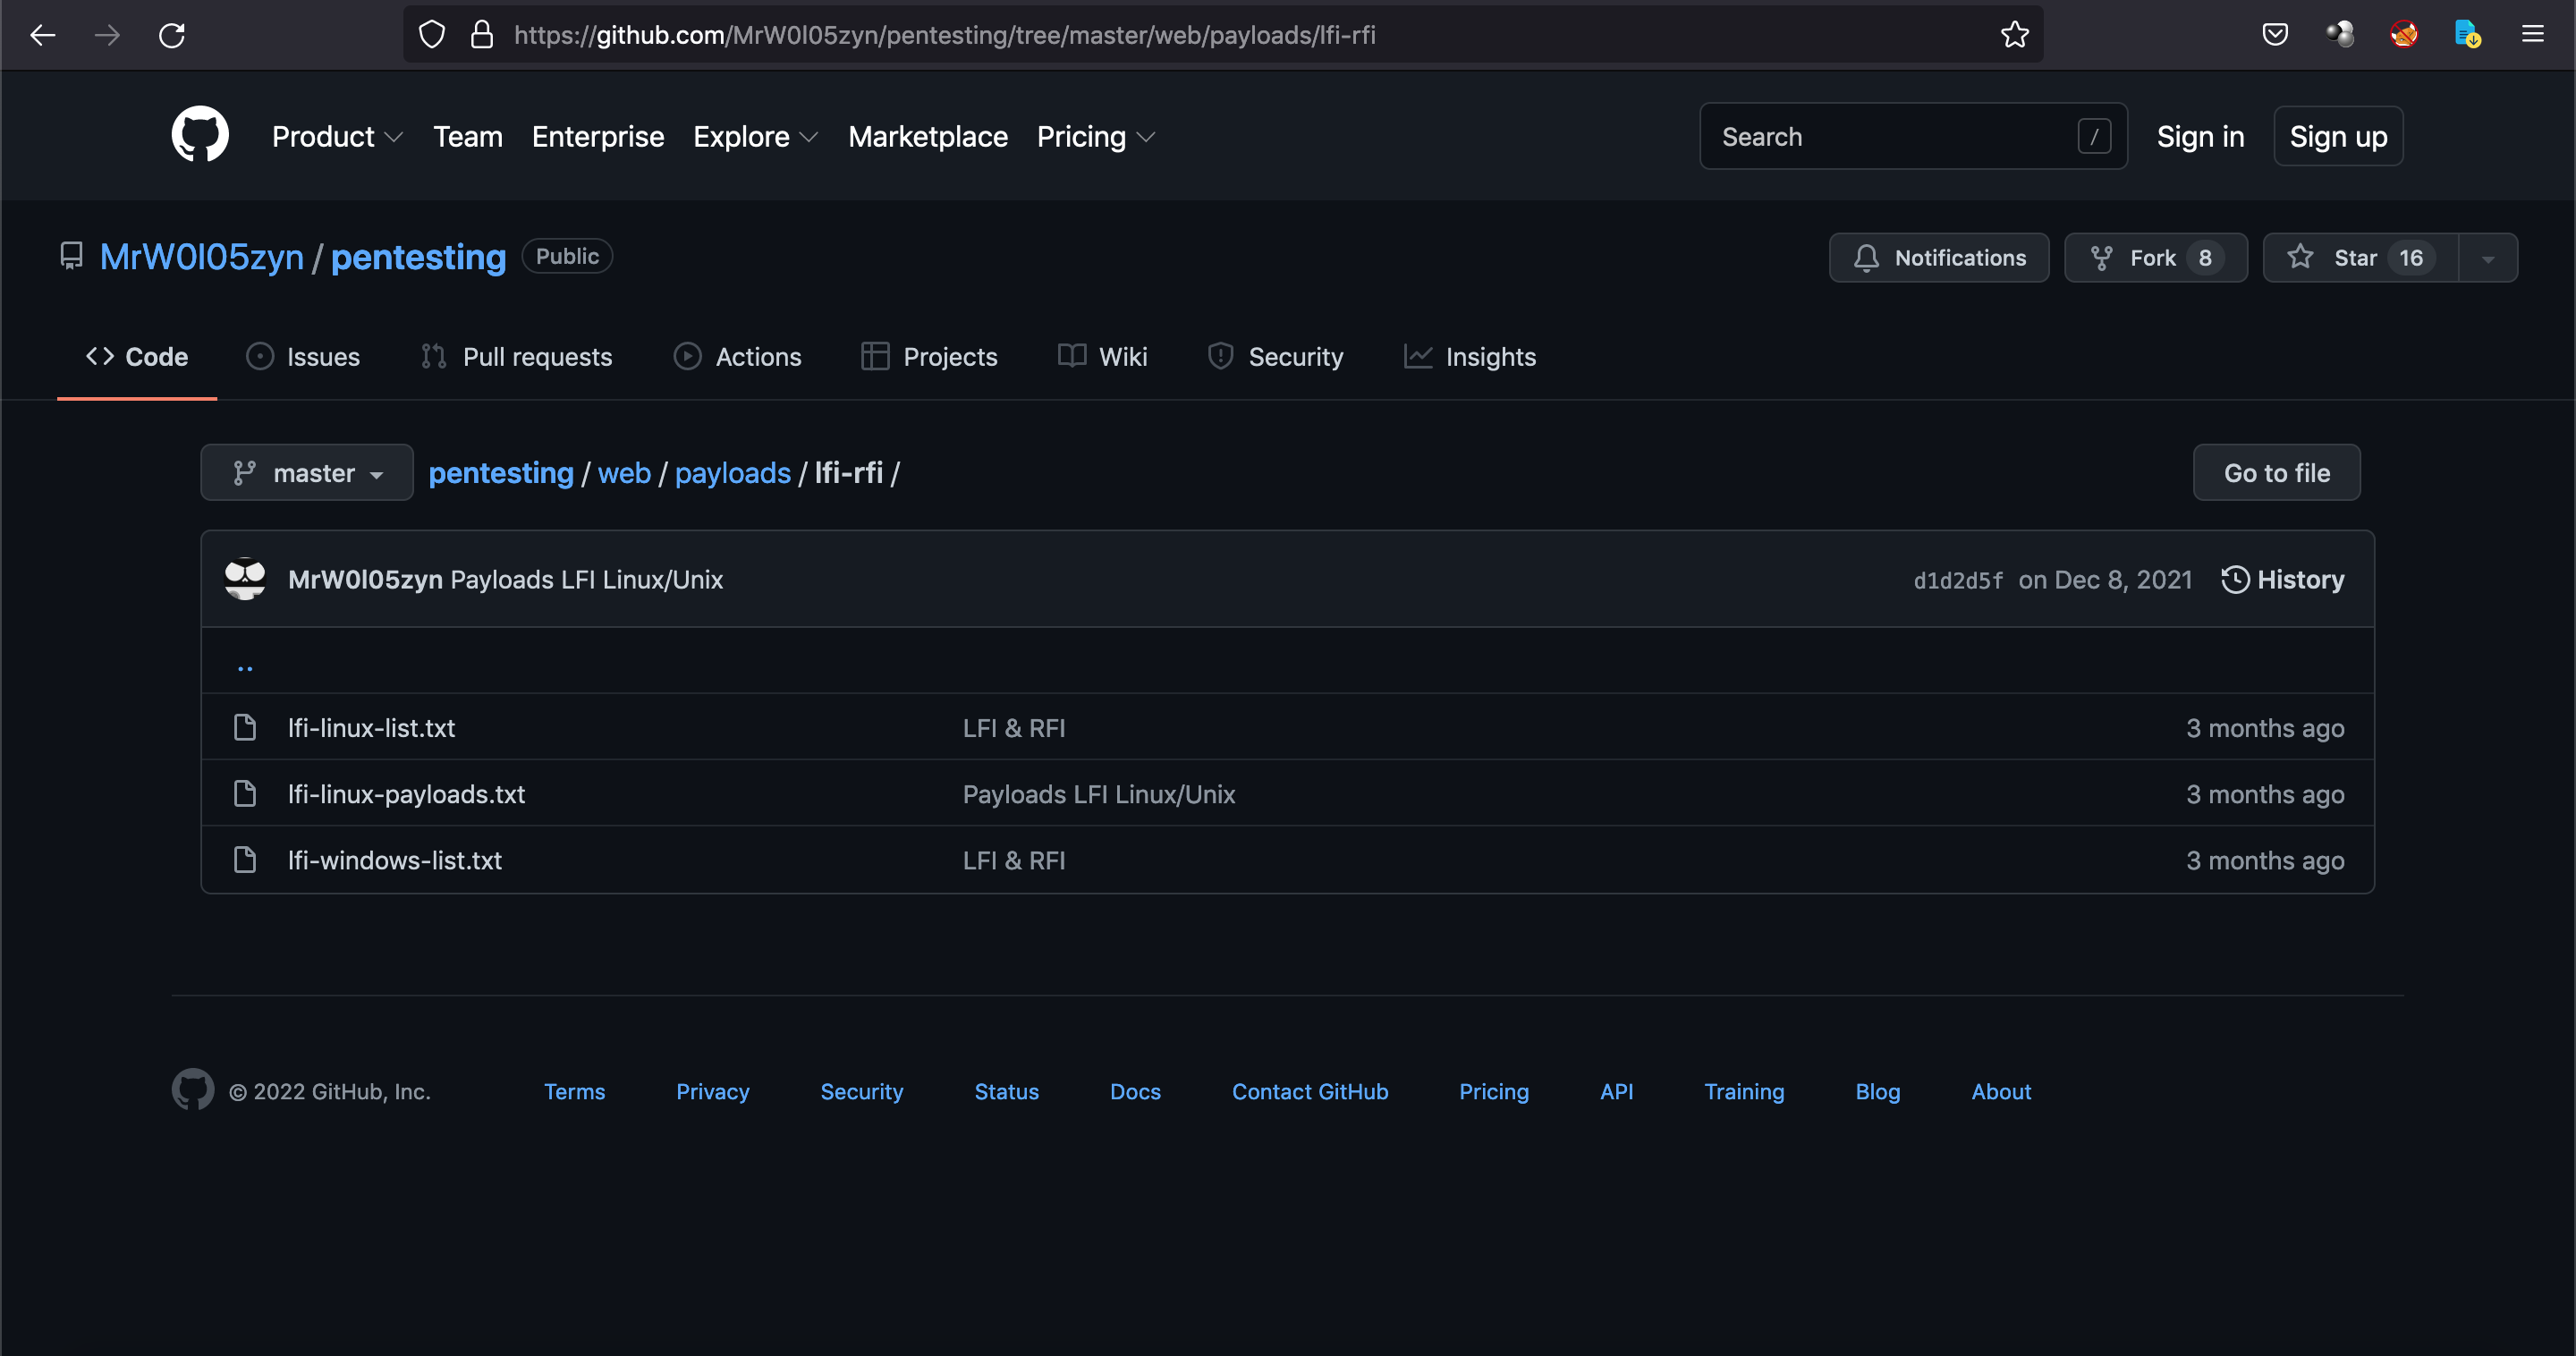 https://github.com/MrW0l05zyn/pentesting/tree/master/web/payloads/lfi-rfi
Product Team Enterprise Explore Marketplace Pricing Search / Sign in Sign up
MrW0l05zyn / pentesting Public Notifications Fork 8 Star 16
Code Issues Pull requests Actions Projects Wiki Security Insights
master pentesting / web / payloads / lfi-rfi / Go to file
MrW0l05zyn Payloads LFI Linux/Unix d1d2d5f on Dec 8, 2021 History
..
lfi-linux-list.txt LFI & RFI 3 months ago
lfi-linux-payloads.txt Payloads LFI Linux/Unix 3 months ago
lfi-windows-list.txt LFI & RFI 3 months ago
© 2022 GitHub, Inc. Terms Privacy Security Status Docs Contact GitHub Pricing API Training Blog About